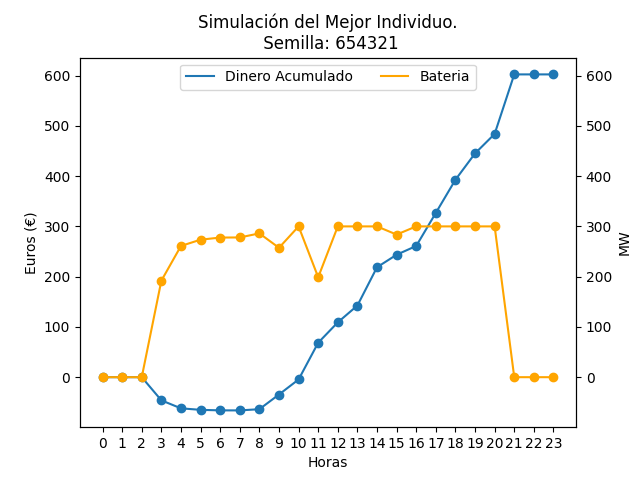 Simulación del Mejor Individuo.
Semilla: 654321
Dinero Acumulado
Bateria
600
500
400
300
200
100
0
Euros (€)
600
500
400
300
200
100
0
MW
0 1 2 3 4 5 6 7 8 9 10 11 12 13 14 15 16 17 18 19 20 21 22 23
Horas